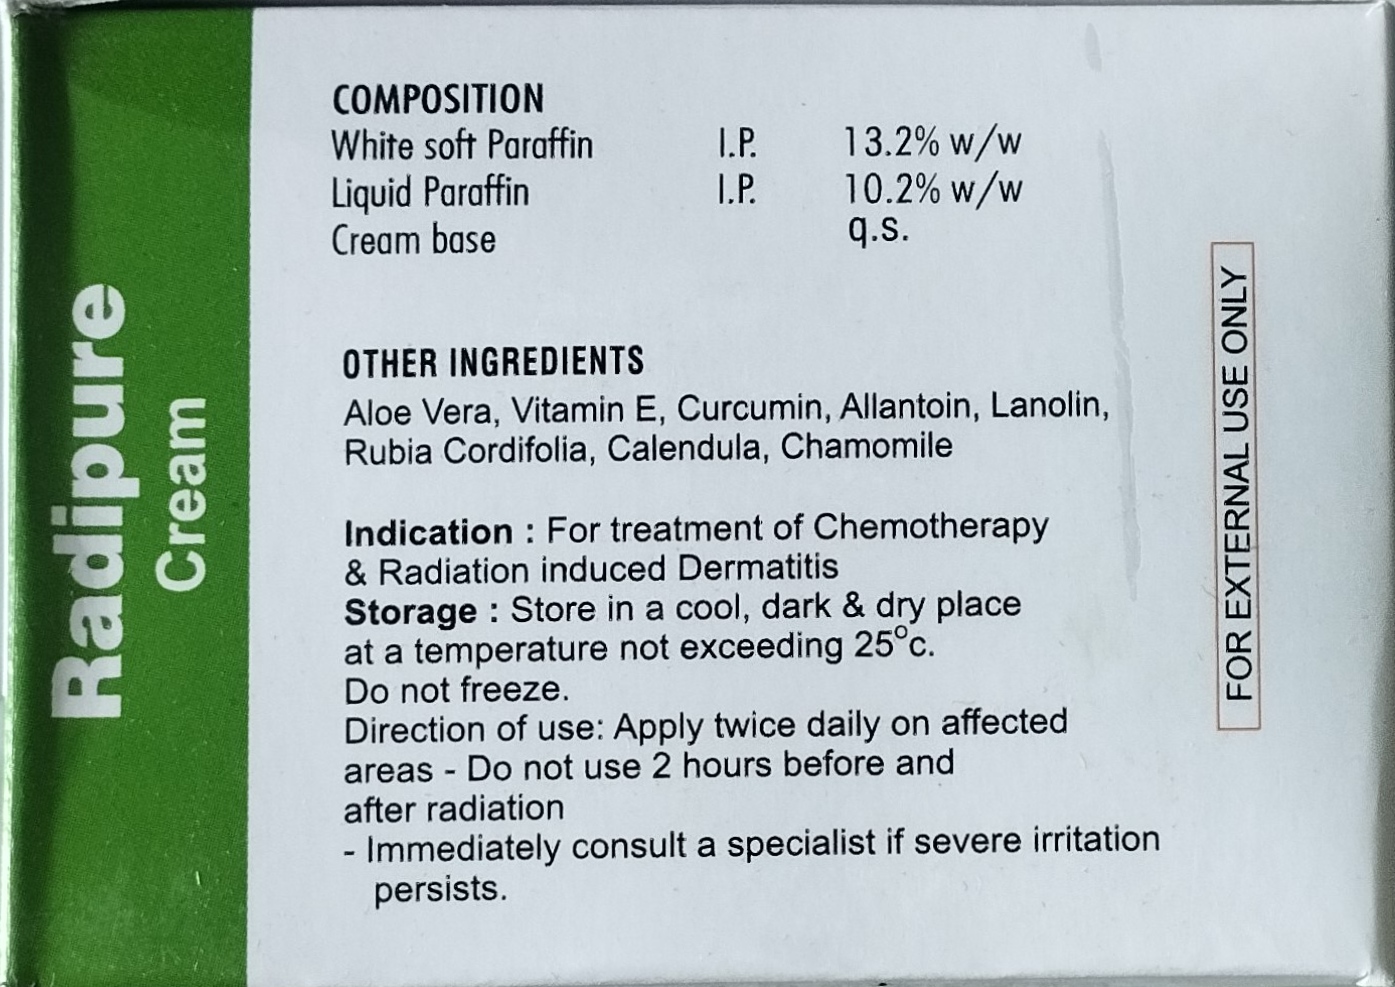 Radipure
Cream
COMPOSITION
White soft Paraffin I.P. 13.2% w/w
Liquid Paraffin I.P. 10.2% w/w
Cream base q.s.
OTHER INGREDIENTS
Aloe Vera, Vitamin E, Curcumin, Allantoin, Lanolin,
Rubia Cordifolia, Calendula, Chamomile
Indication : For treatment of Chemotherapy
& Radiation induced Dermatitis
Storage : Store in a cool, dark & dry place
at a temperature not exceeding 25°c.
Do not freeze.
Direction of use: Apply twice daily on affected
areas - Do not use 2 hours before and
after radiation
- Immediately consult a specialist if severe irritation
persists.
FOR EXTERNAL USE ONLY